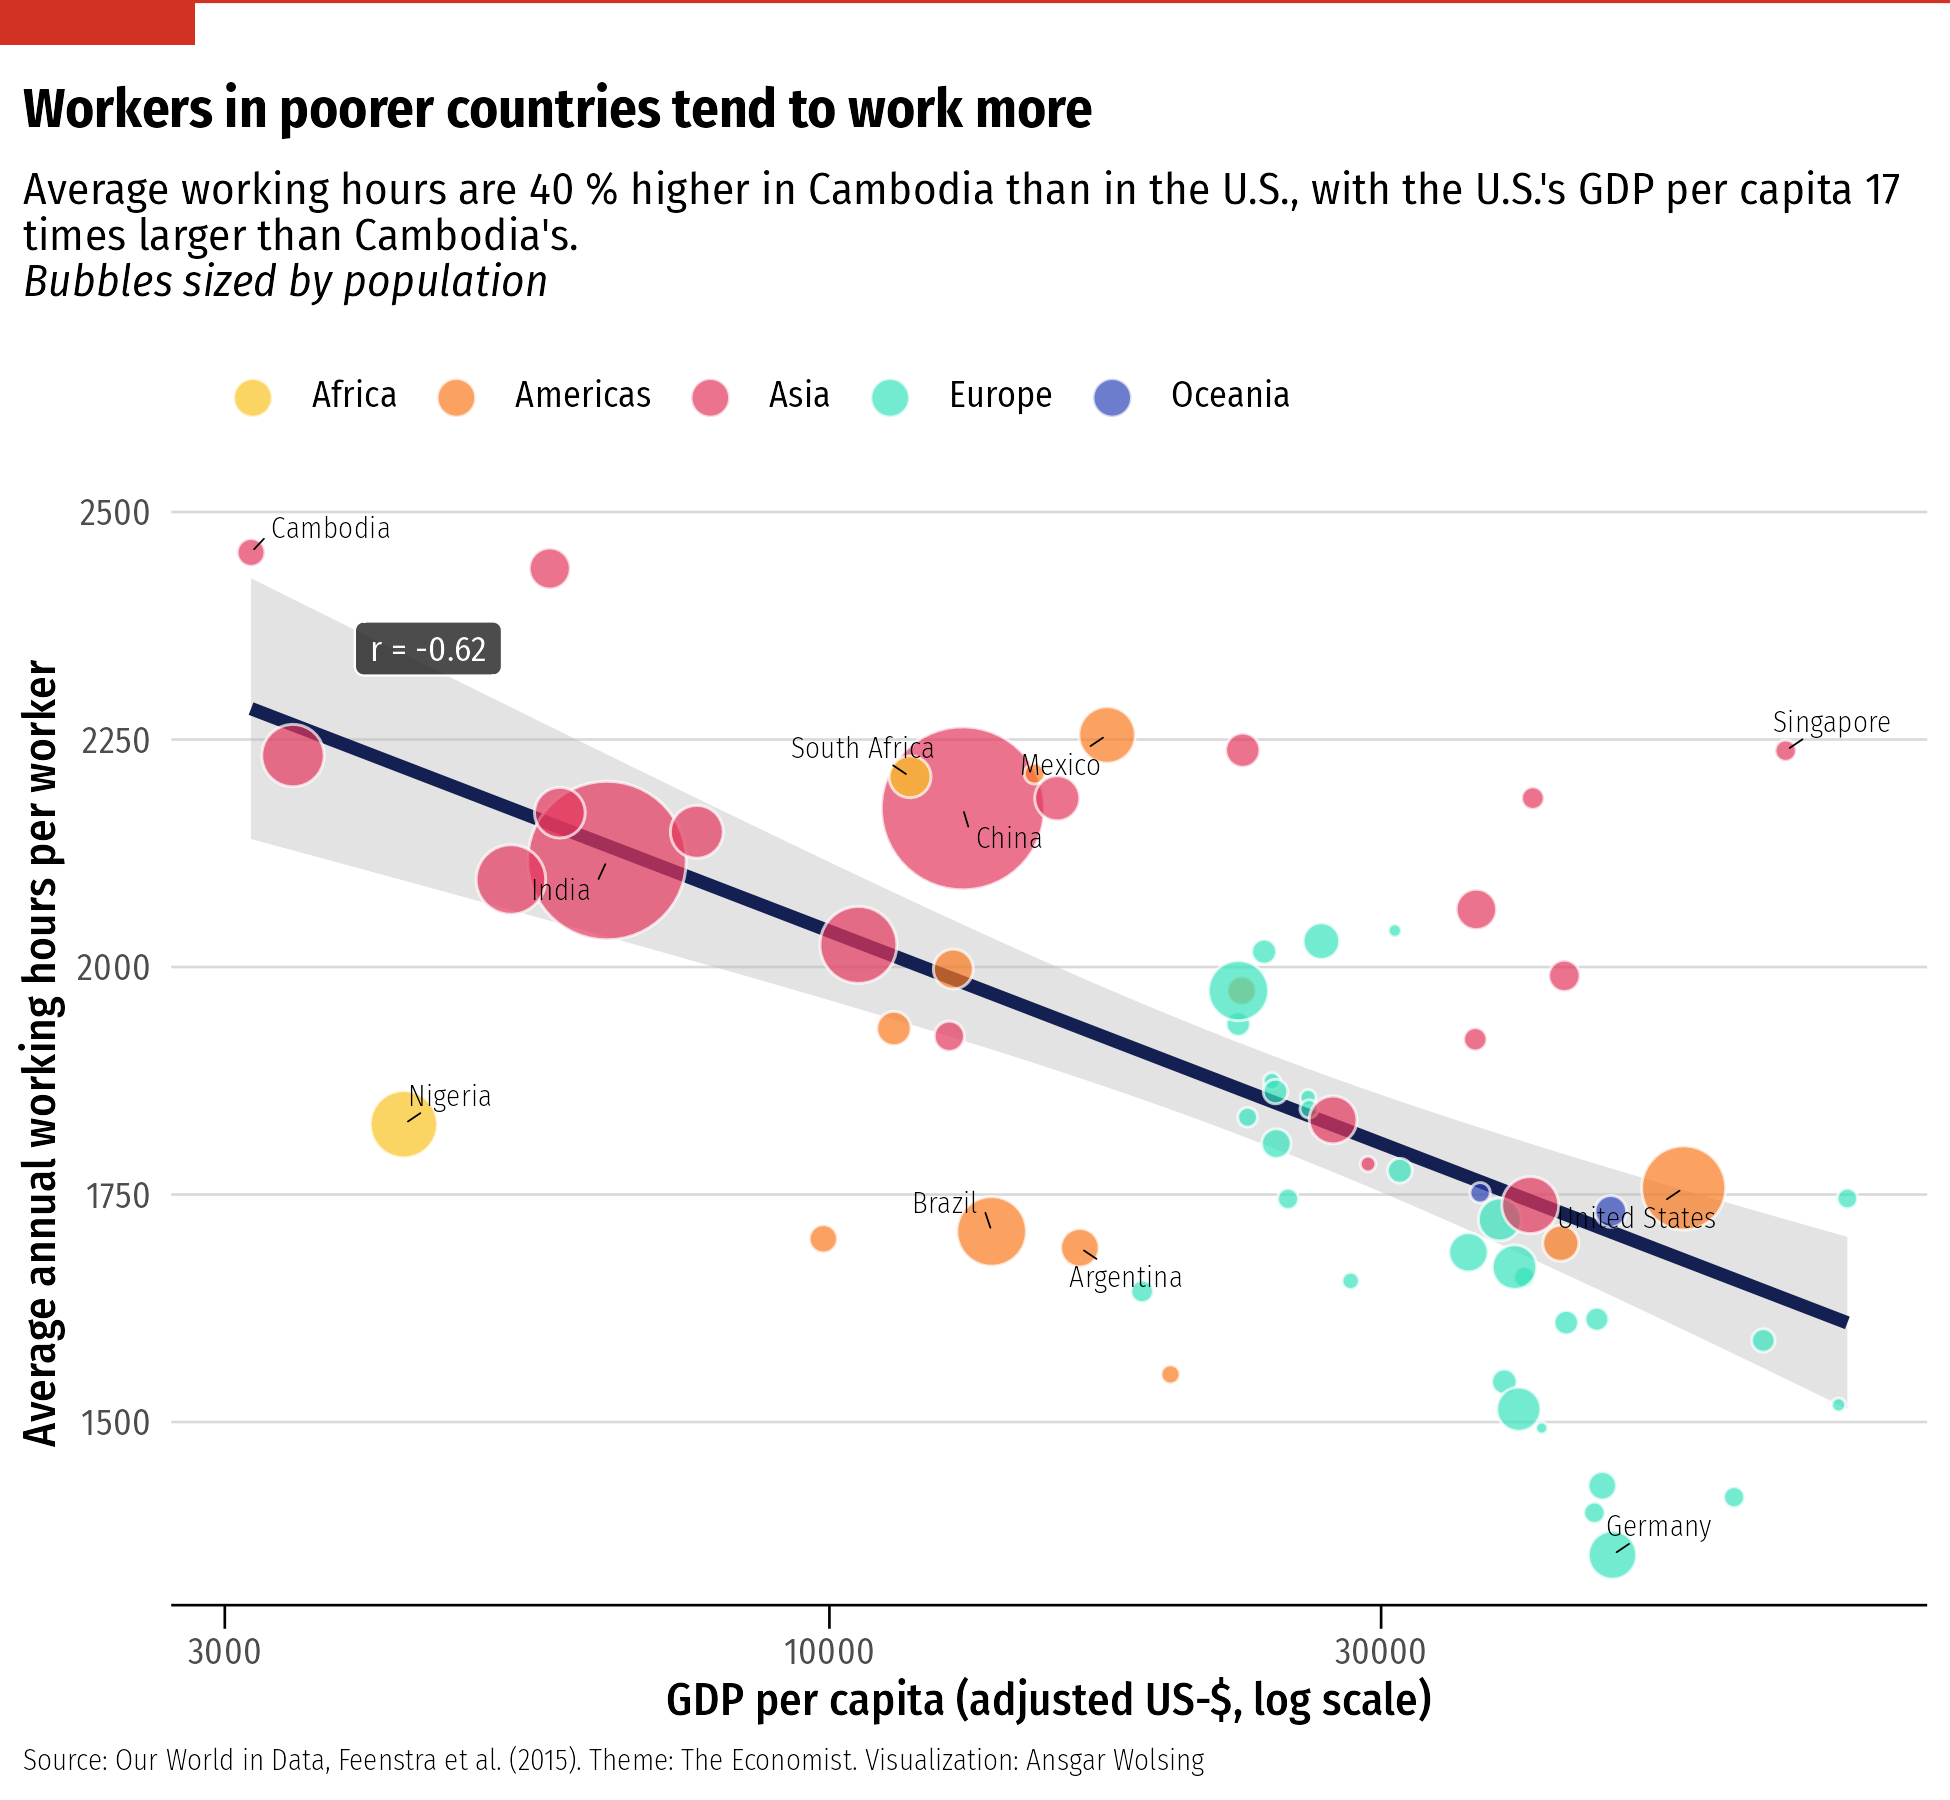 Workers in poorer countries tend to work more
Average working hours are 40 % higher in Cambodia than in the U.S., with the U.S.'s GDP per capita 17
times larger than Cambodia's.
Bubbles sized by population
Africa Americas Asia Europe Oceania
2500
Cambodia
r = -0.62
2250
Singapore
South Africa
Mexico
China
India
2000
Nigeria
1750
Brazil
United States
Argentina
1500
Germany
Average annual working hours per worker
3000 10000 30000
GDP per capita (adjusted US-$, log scale)
Source: Our World in Data, Feenstra et al. (2015). Theme: The Economist. Visualization: Ansgar Wolsing